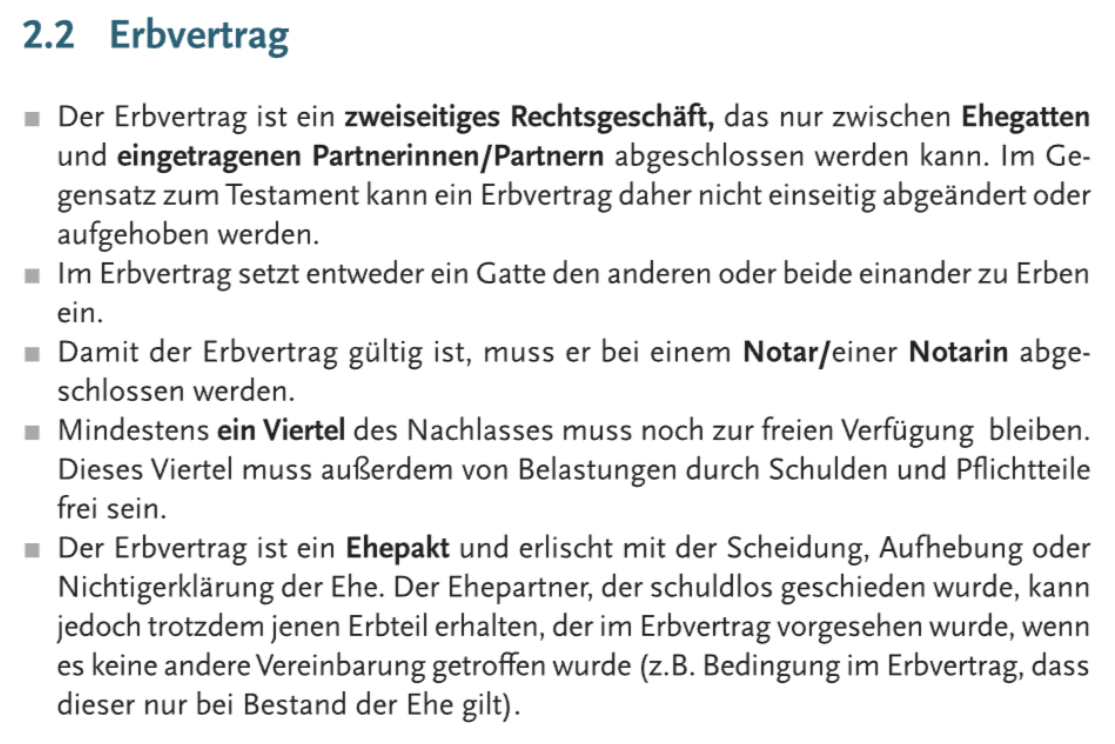 2.2 Erbvertrag
■ Der Erbvertrag ist ein zweiseitiges Rechtsgeschäft, das nur zwischen Ehegatten
und eingetragenen Partnerinnen/Partnern abgeschlossen werden kann. Im Ge-
gensatz zum Testament kann ein Erbvertrag daher nicht einseitig abgeändert oder
aufgehoben werden.
■ Im Erbvertrag setzt entweder ein Gatte den anderen oder beide einander zu Erben
ein.
■ Damit der Erbvertrag gültig ist, muss er bei einem Notar/einer Notarin abge-
schlossen werden.
■ Mindestens ein Viertel des Nachlasses muss noch zur freien Verfügung bleiben.
Dieses Viertel muss außerdem von Belastungen durch Schulden und Pflichtteile
frei sein.
■ Der Erbvertrag ist ein Ehepakt und erlischt mit der Scheidung, Aufhebung oder
Nichtigerklärung der Ehe. Der Ehepartner, der schuldlos geschieden wurde, kann
jedoch trotzdem jenen Erbteil erhalten, der im Erbvertrag vorgesehen wurde, wenn
es keine andere Vereinbarung getroffen wurde (z.B. Bedingung im Erbvertrag, dass
dieser nur bei Bestand der Ehe gilt).